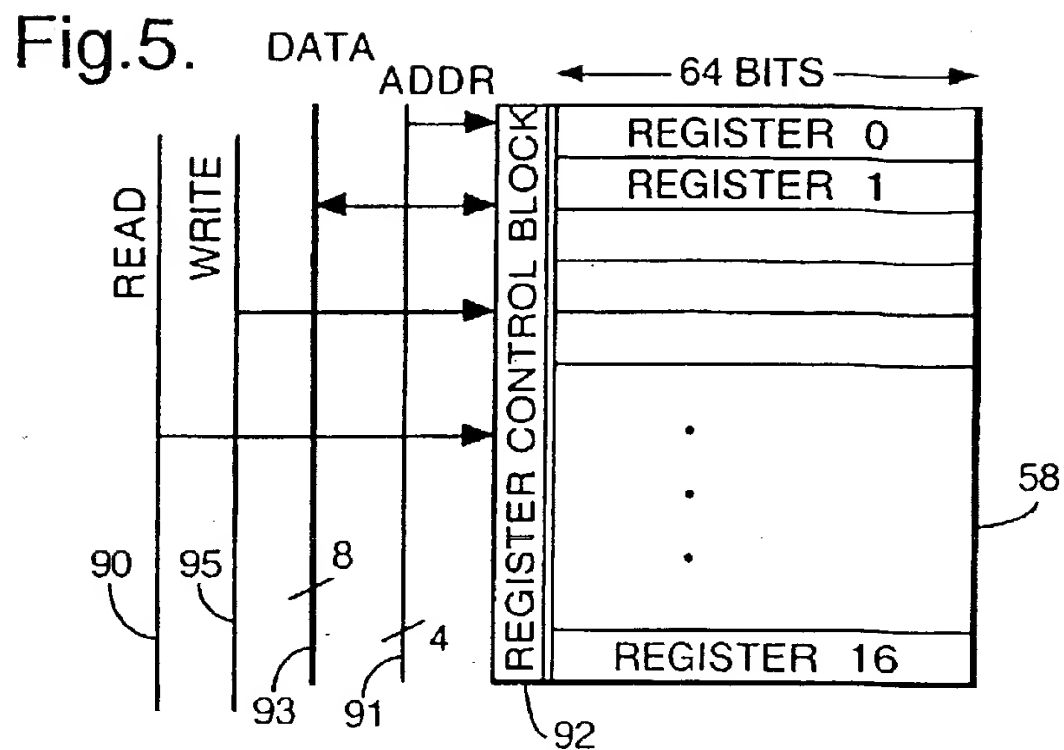 Fig.5.
DATA
ADDR
64 BITS
READ
WRITE
REGISTER CONTROL BLOCK
REGISTER 0
REGISTER 1
58
90
95
8
4
REGISTER 16
93
91
92